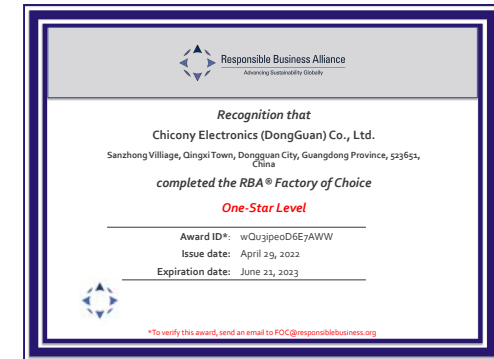 Responsible Business Alliance
Advancing Sustainability Globally
Recognition that
Chicony Electronics (DongGuan) Co., Ltd.
Sanzhong Villiage, Qingxi Town, Dongguan City, Guangdong Province, 523651,
China
completed the RBA® Factory of Choice
One-Star Level
Award ID*: wQu3ipeoD6E7AWW
Issue date: April 29, 2022
Expiration date: June 21, 2023
*To verify this award, send an email to FOC@responsiblebusiness.org